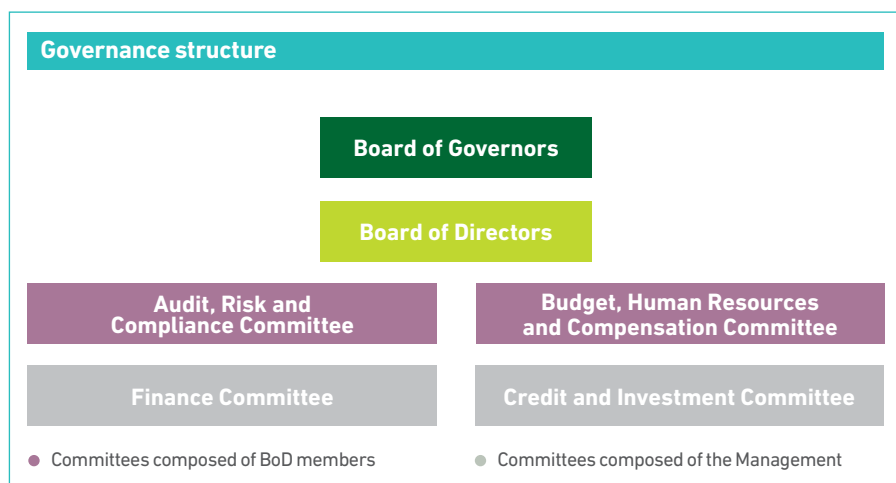 Governance structure
Board of Governors
Board of Directors
Audit, Risk and
Compliance Committee
Budget, Human Resources
and Compensation Committee
Finance Committee
Credit and Investment Committee
Committees composed of BoD members
Committees composed of the Management